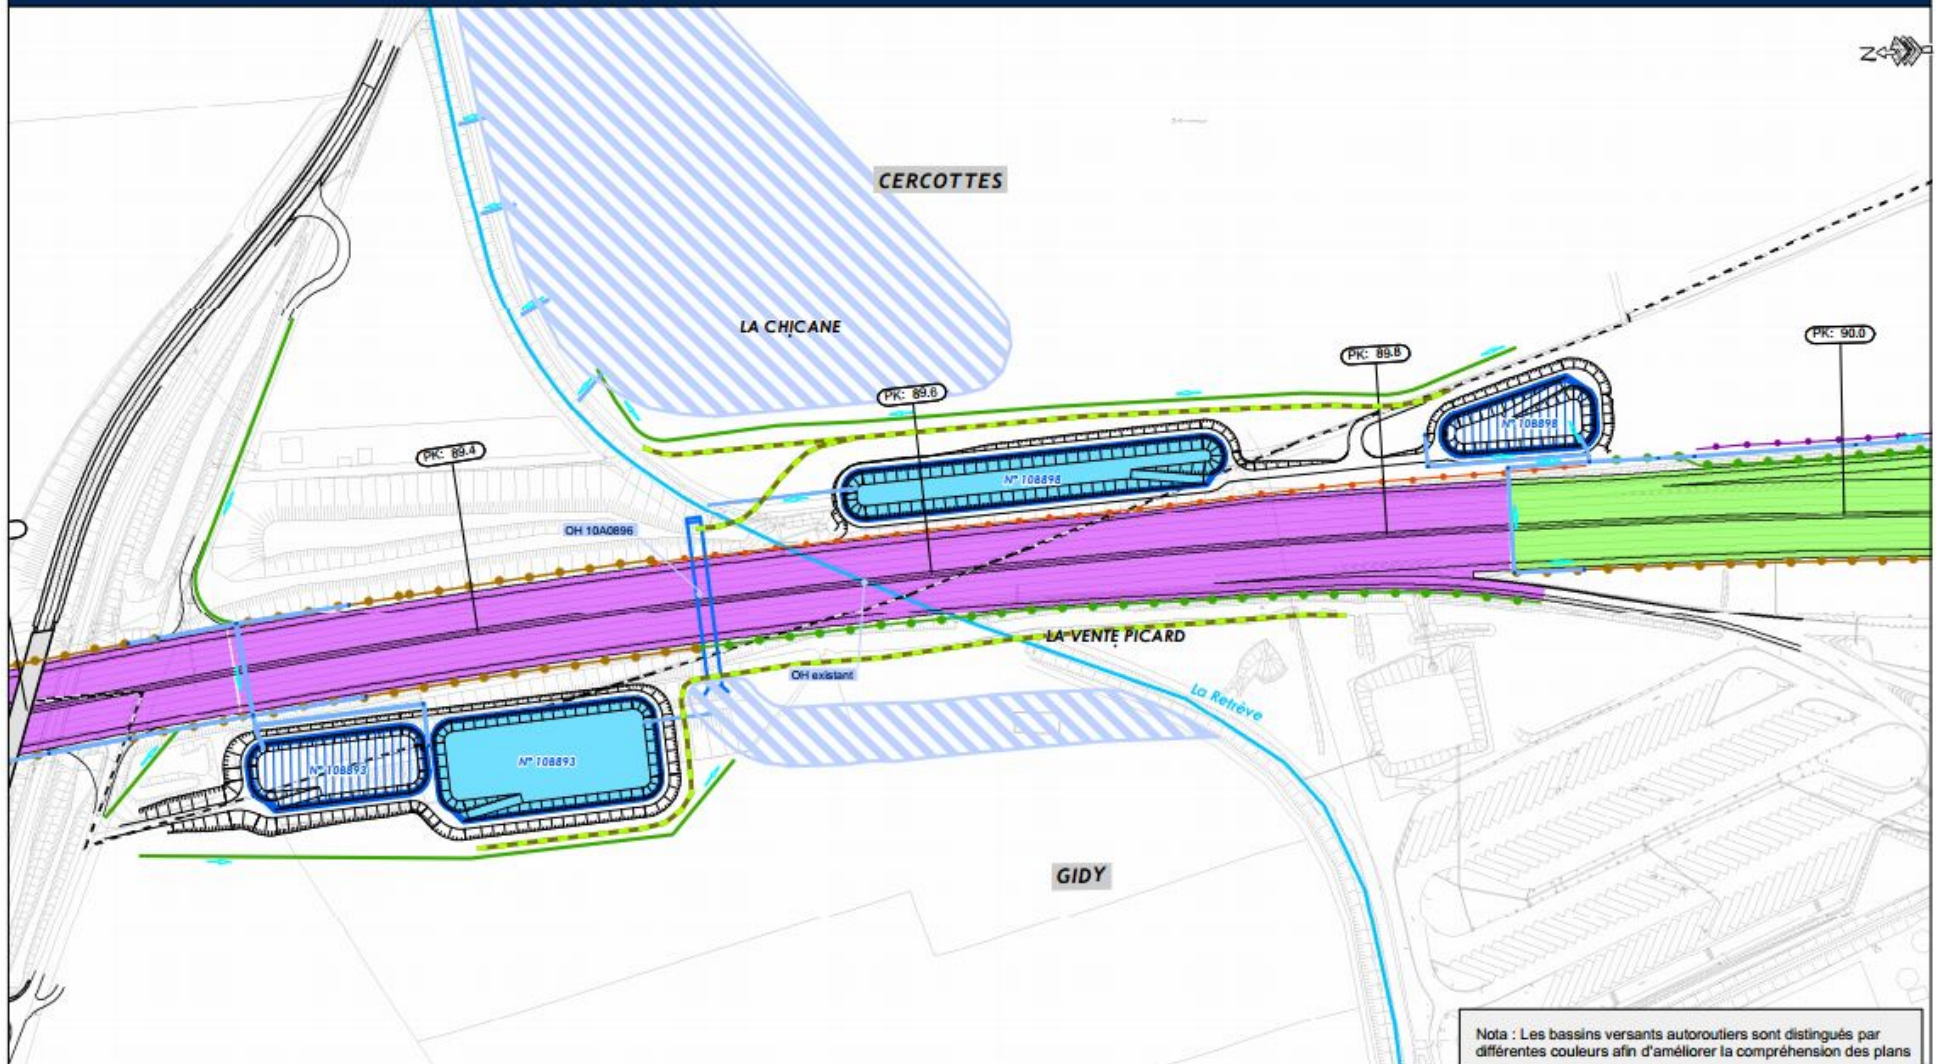 N
CERCOTTES
LA CHICANE
PK: 90.0
PK: 89.8
PK: 89.6
PK: 89.4
N° 108898
N° 108898
OH 10A0896
LA VENTE PICARD
OH existant
La Retrève
N° 108893
N° 108893
GIDY
Nota : Les bassins versants autoroutiers sont distingués par
différentes couleurs afin d'améliorer la compréhension des plans